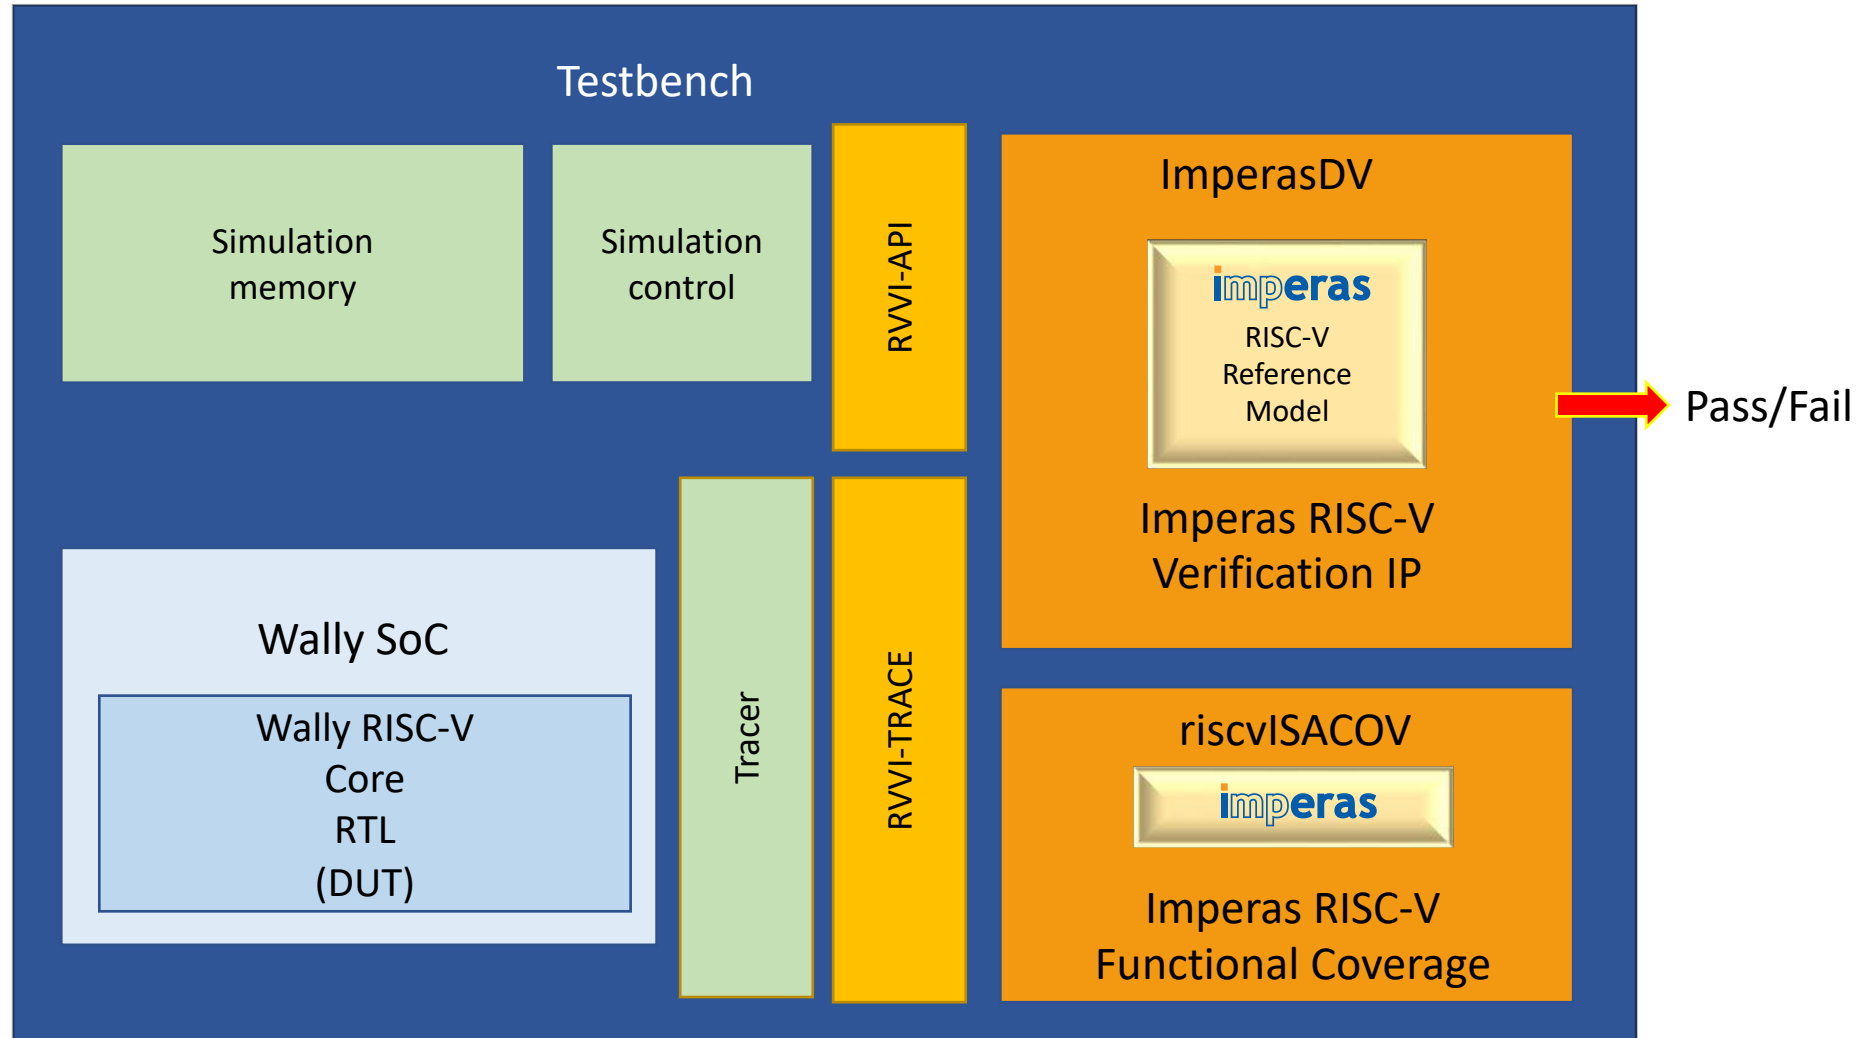 Testbench
Simulation
memory
Simulation
control
RVVI-API
ImperasDV
imperas
RISC-V
Reference
Model
Imperas RISC-V
Verification IP
Pass/Fail
Wally SoC
Wally RISC-V
Core
RTL
(DUT)
Tracer
RVVI-TRACE
riscvISACOV
imperas
Imperas RISC-V
Functional Coverage